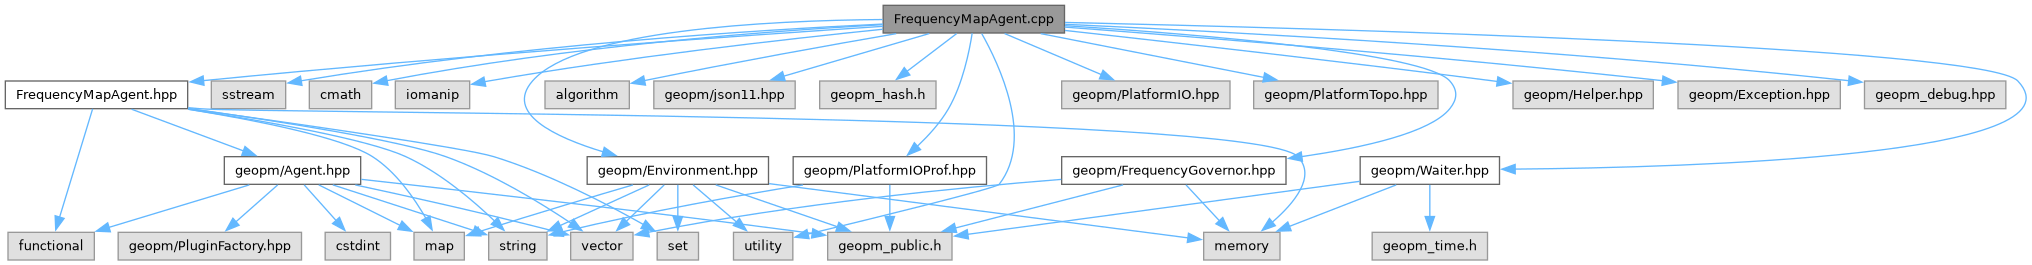 FrequencyMapAgent.cpp
FrequencyMapAgent.hpp
sstream
cmath
iomanip
algorithm
geopm/json11.hpp
geopm_hash.h
geopm/PlatformIO.hpp
geopm/PlatformTopo.hpp
geopm/Helper.hpp
geopm/Exception.hpp
geopm_debug.hpp
geopm/Agent.hpp
geopm/Environment.hpp
geopm/PlatformIOProf.hpp
geopm/FrequencyGovernor.hpp
geopm/Waiter.hpp
functional
geopm/PluginFactory.hpp
cstdint
map
string
vector
set
utility
geopm_public.h
memory
geopm_time.h